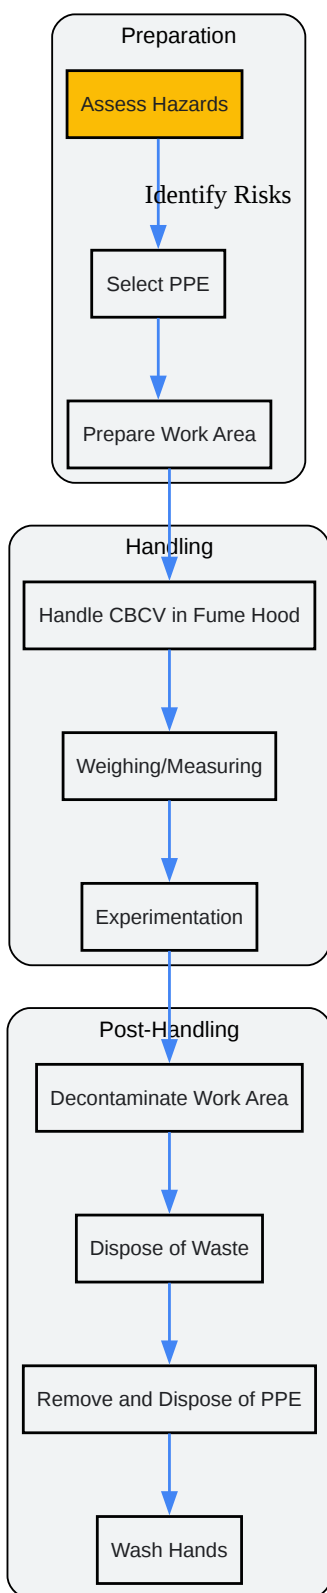 Preparation
Assess Hazards
Identify Risks
Select PPE
Prepare Work Area
Handling
Handle CBCV in Fume Hood
Weighing/Measuring
Experimentation
Post-Handling
Decontaminate Work Area
Dispose of Waste
Remove and Dispose of PPE
Wash Hands